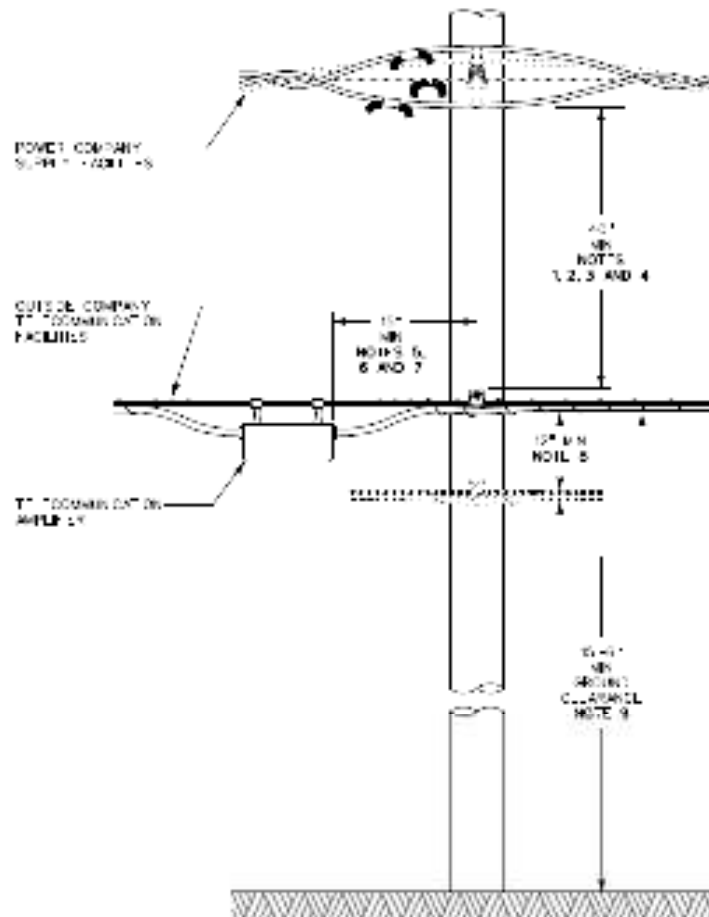 POWER COMPANY
SUPPLY FACILITIES
40"
MIN
NOTES
1, 2, 3 AND 4
OUTSIDE COMPANY
TELECOMMUNICATION
FACILITIES
MIN
NOTES 5,
6 AND 7
12" MIN
NOTE 8
TELECOMMUNICATION
AMPLIFIER
MIN
GROUND
CLEARANCE
NOTE 9